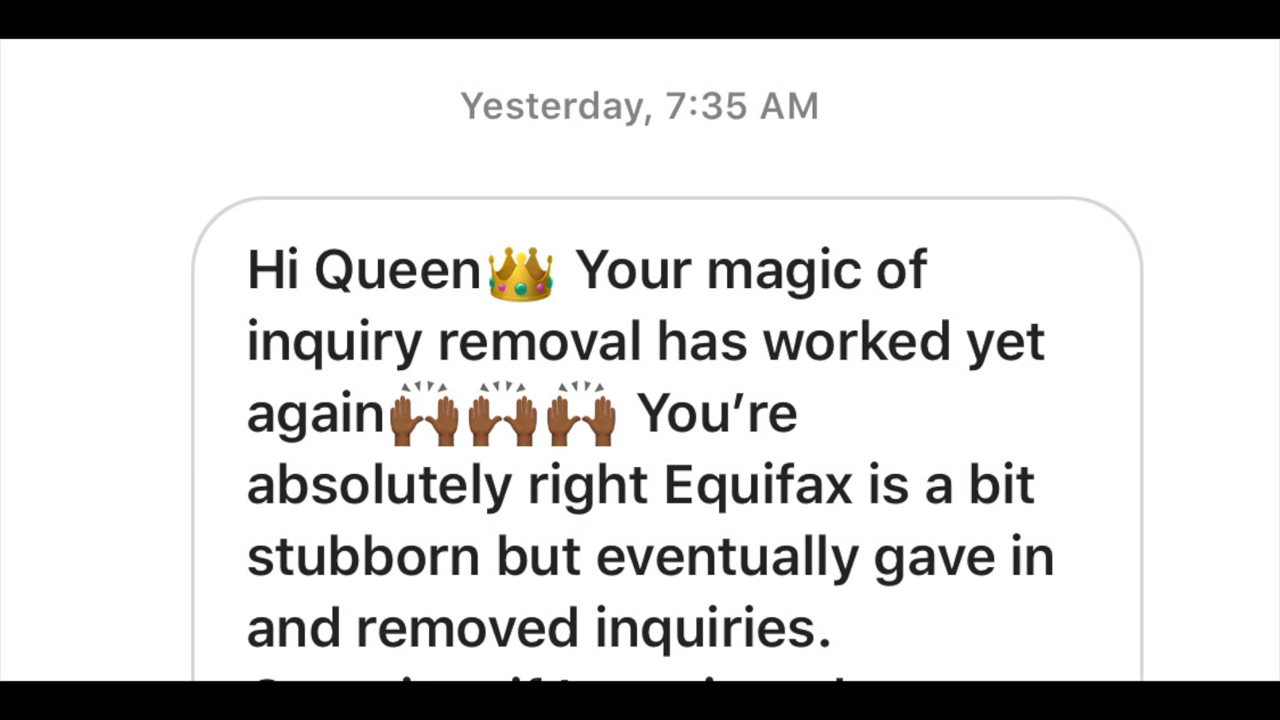 Yesterday, 7:35 AM
Hi Queen👑 Your magic of
inquiry removal has worked yet
again🙌🏾🙌🏾🙌🏾 You’re
absolutely right Equifax is a bit
stubborn but eventually gave in
and removed inquiries.